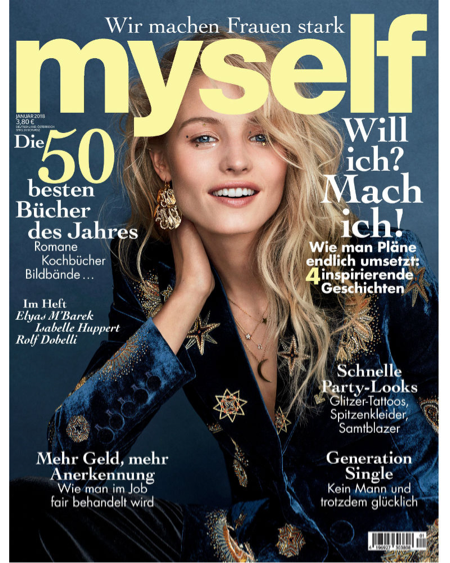 Wir machen Frauen stark
myself
JANUAR 2018
3,80 €
Die 50
besten
Bücher
des Jahres
Romane
Kochbücher
Bildbände ...
Im Heft
Elyas M'Barek
Isabelle Huppert
Rolf Dobelli
Will
ich?
Mach
ich!
Wie man Pläne
endlich umsetzt:
4 inspirierende
Geschichten
Schnelle
Party-Looks
Glitzer-Tattoos,
Spitzenkleider,
Samtblazer
Mehr Geld, mehr
Anerkennung
Wie man im Job
fair behandelt wird
Generation
Single
Kein Mann und
trotzdem glücklich